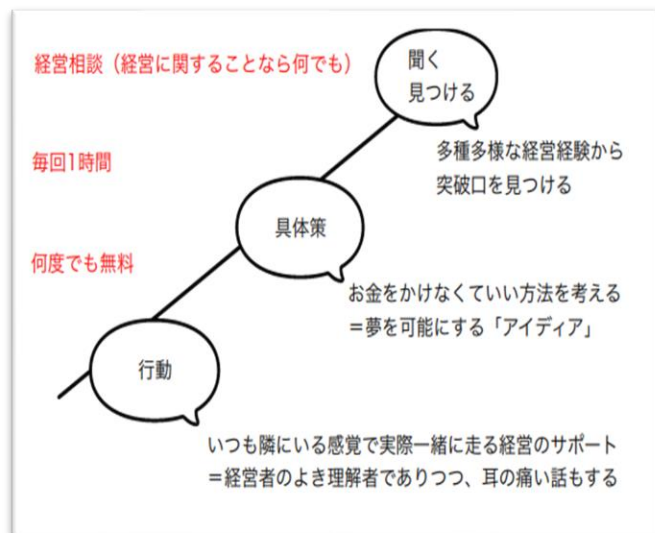 経営相談（経営に関することなら何でも）
聞く
見つける
多種多様な経営経験から
突破口を見つける
毎回1時間
具体策
何度でも無料
お金をかけなくていい方法を考える
＝夢を可能にする「アイディア」
行動
いつも隣にいる感覚で実際一緒に走る経営のサポート
＝経営者のよき理解者でありつつ、耳の痛い話もする